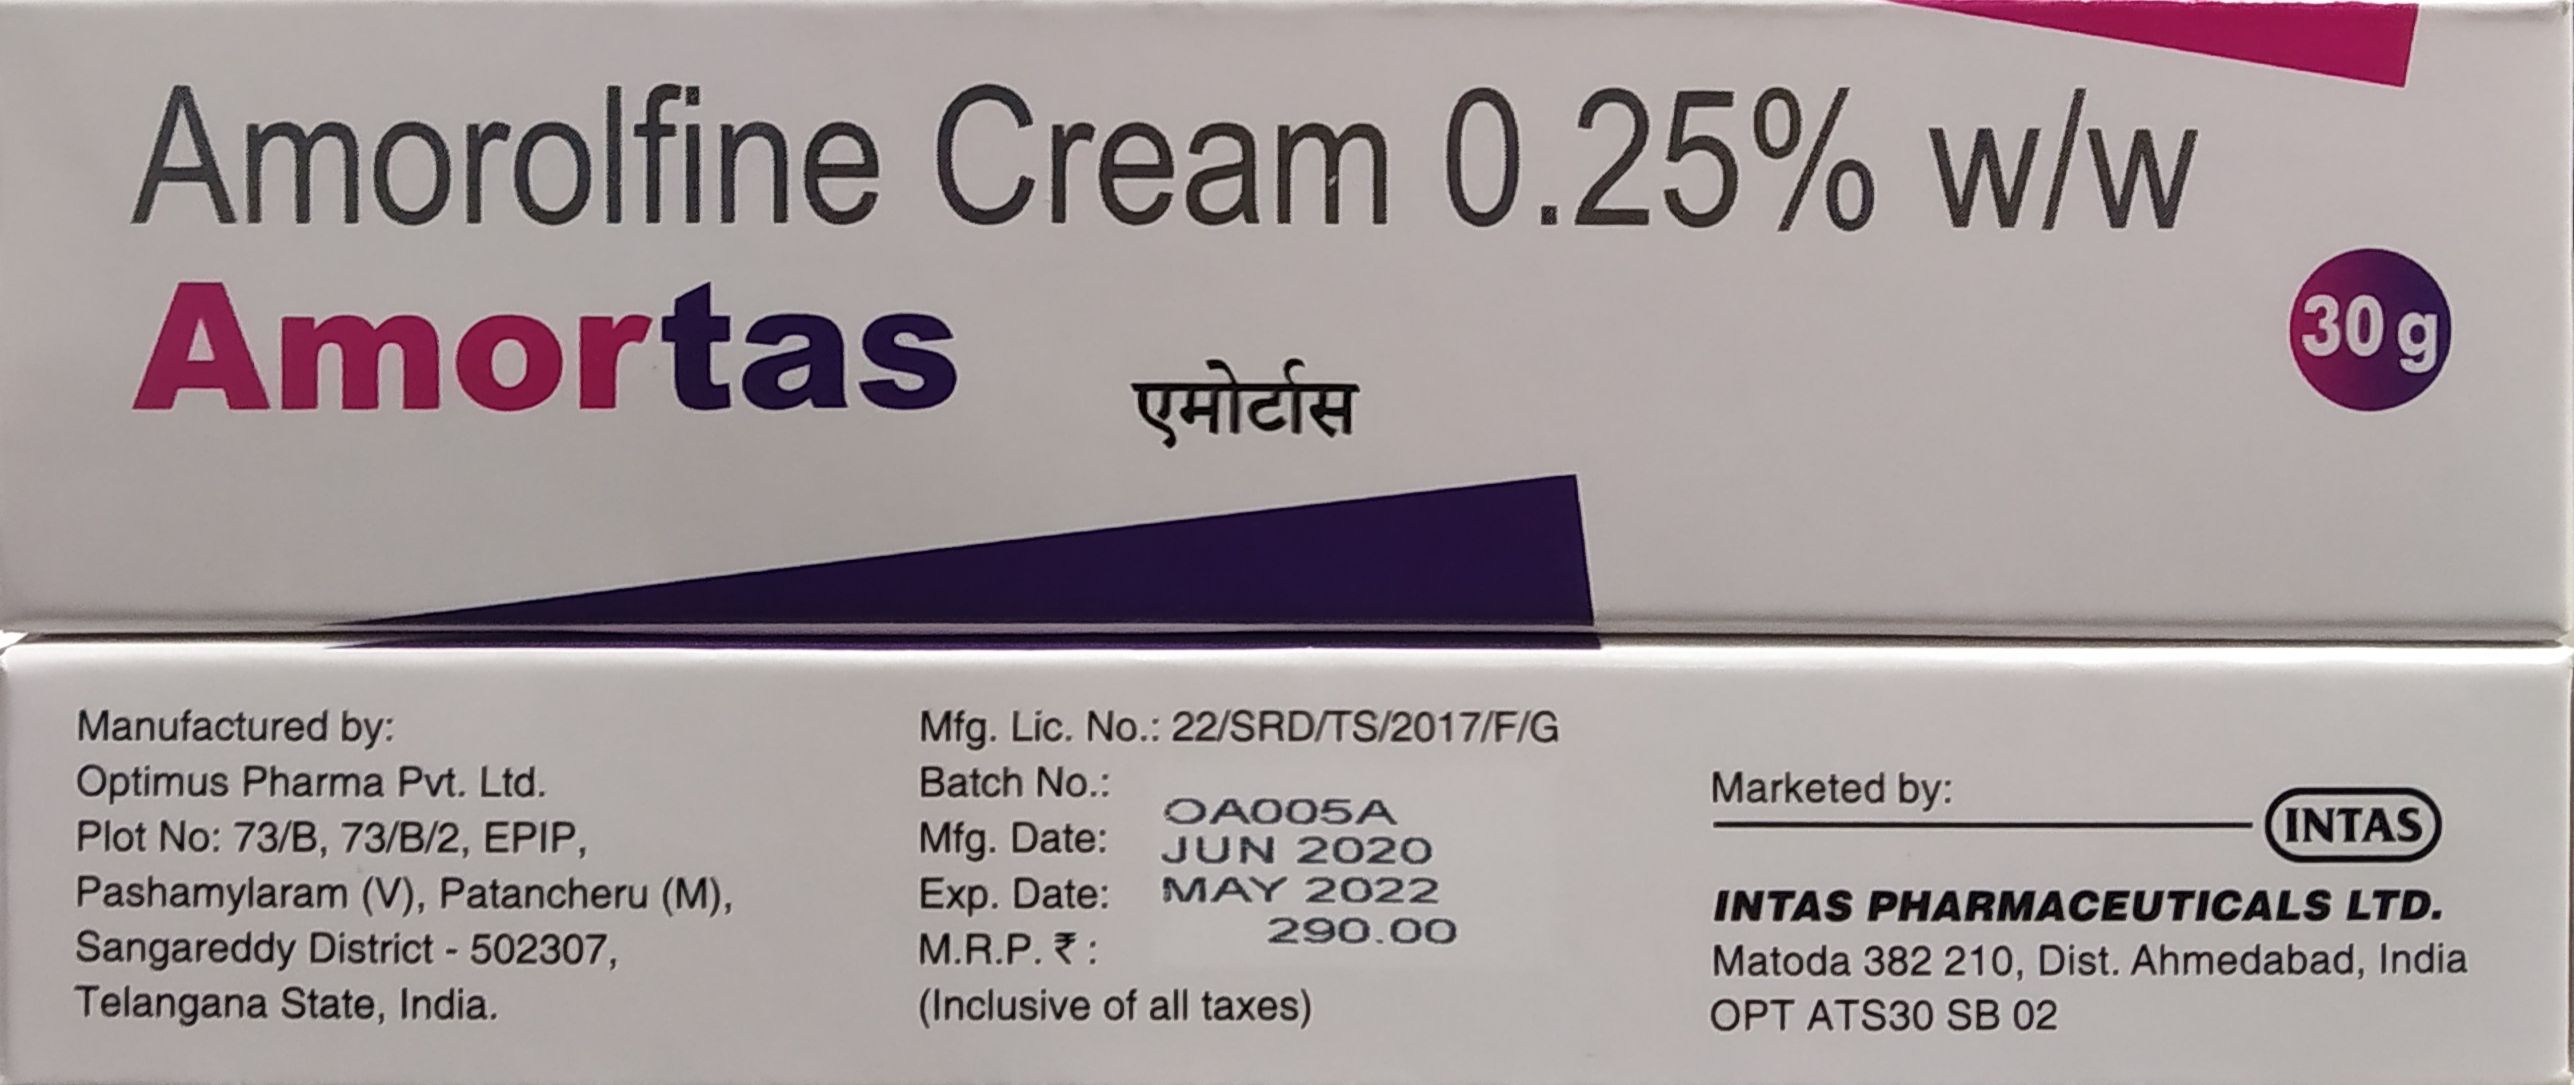 Amorolfine Cream 0.25% w/w
Amortas
एमोर्टास
30 g
Manufactured by:
Optimus Pharma Pvt. Ltd.
Plot No: 73/B, 73/B/2, EPIP,
Pashamylaram (V), Patancheru (M),
Sangareddy District - 502307,
Telangana State, India.
Mfg. Lic. No.: 22/SRD/TS/2017/F/G
Batch No.: OA005A
Mfg. Date: JUN 2020
Exp. Date: MAY 2022
M.R.P. ₹ : 290.00
(Inclusive of all taxes)
Marketed by:
INTAS
INTAS PHARMACEUTICALS LTD.
Matoda 382 210, Dist. Ahmedabad, India
OPT ATS30 SB 02